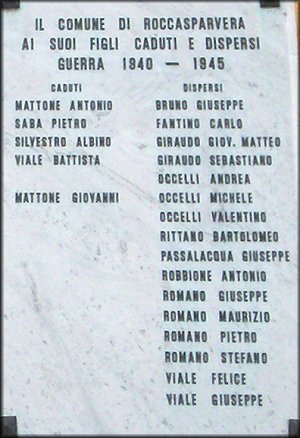 IL COMUNE DI ROCCASPARVERA
AI SUOI FIGLI CADUTI E DISPERSI
GUERRA 1940 — 1945
CADUTI
MATTONE ANTONIO
SABA PIETRO
SILVESTRO ALBINO
VIALE BATTISTA
MATTONE GIOVANNI
DISPERSI
BRUNO GIUSEPPE
FANTINO CARLO
GIRAUDO GIOV. MATTEO
GIRAUDO SEBASTIANO
OCCELLI ANDREA
OCCELLI MICHELE
OCCELLI VALENTINO
RITTANO BARTOLOMEO
PASSALACQUA GIUSEPPE
ROBBIONE ANTONIO
ROMANO GIUSEPPE
ROMANO MAURIZIO
ROMANO PIETRO
ROMANO STEFANO
VIALE FELICE
VIALE GIUSEPPE